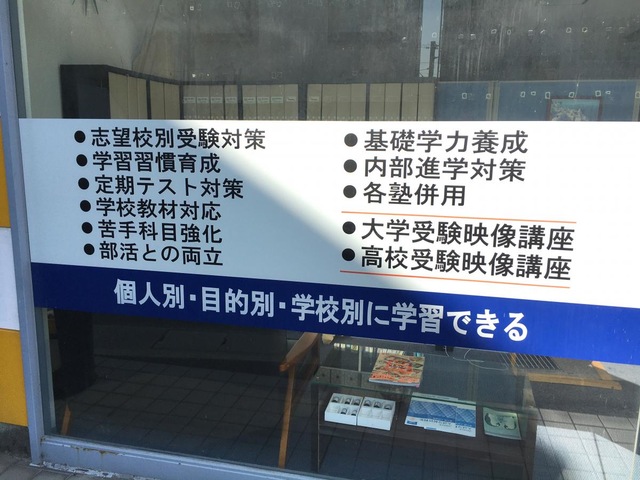 ●志望校別受験対策
●学習習慣育成
●定期テスト対策
●学校教材対応
●苦手科目強化
●部活との両立
●基礎学力養成
●内部進学対策
●各塾併用
●大学受験映像講座
●高校受験映像講座
個人別・目的別・学校別に学習できる